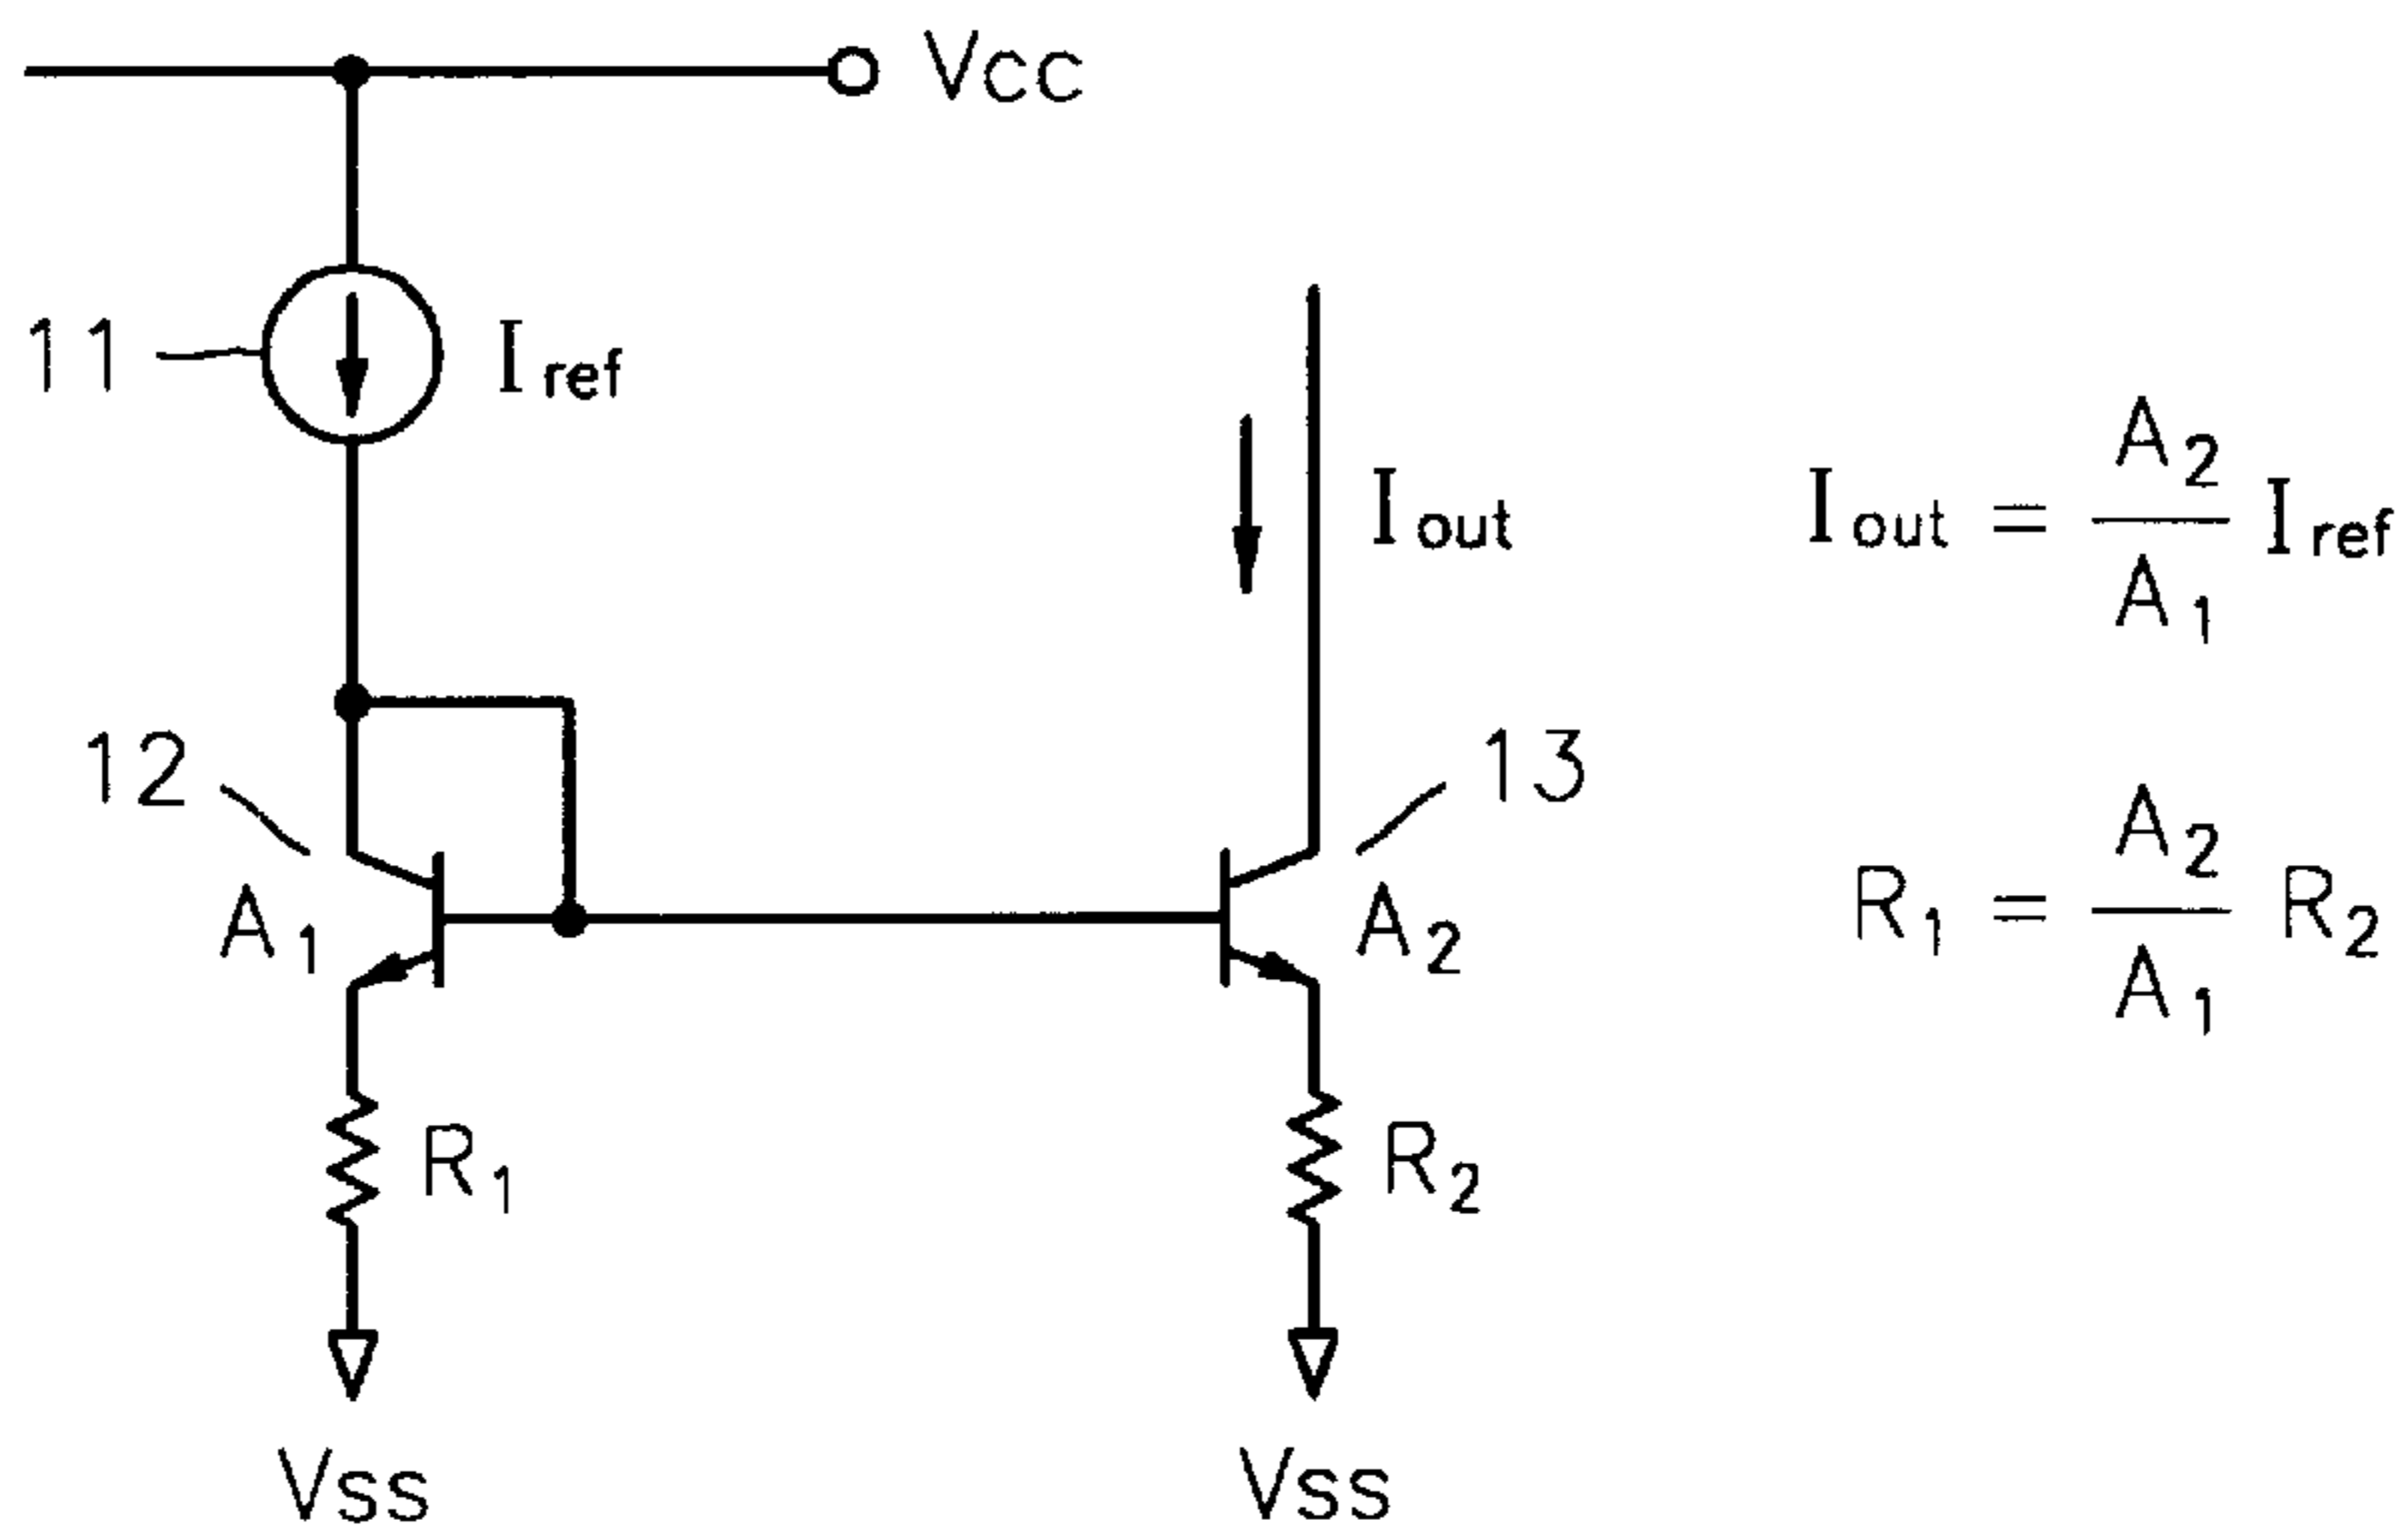 Vcc
11
Iref
Iout
Iout = A2/A1 Iref
12
13
A1
A2
R1 = A2/A1 R2
R1
R2
Vss
Vss